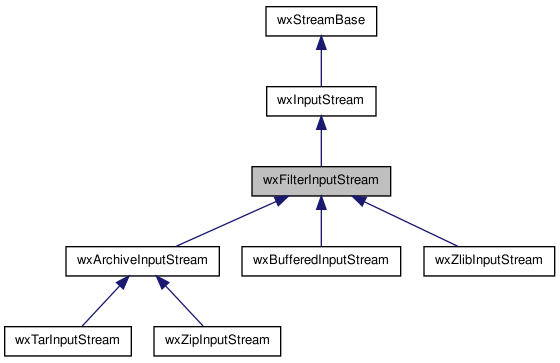 wxStreamBase
wxInputStream
wxFilterInputStream
wxArchiveInputStream
wxBufferedInputStream
wxZlibInputStream
wxTarInputStream
wxZipInputStream